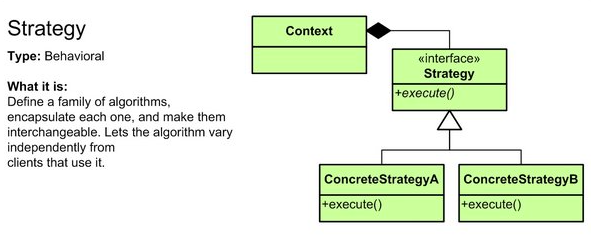 Strategy
Type: Behavioral
What it is:
Define a family of algorithms,
encapsulate each one, and make them
interchangeable. Lets the algorithm vary
independently from
clients that use it.
Context
«interface»
Strategy
+execute()
ConcreteStrategyA
+execute()
ConcreteStrategyB
+execute()